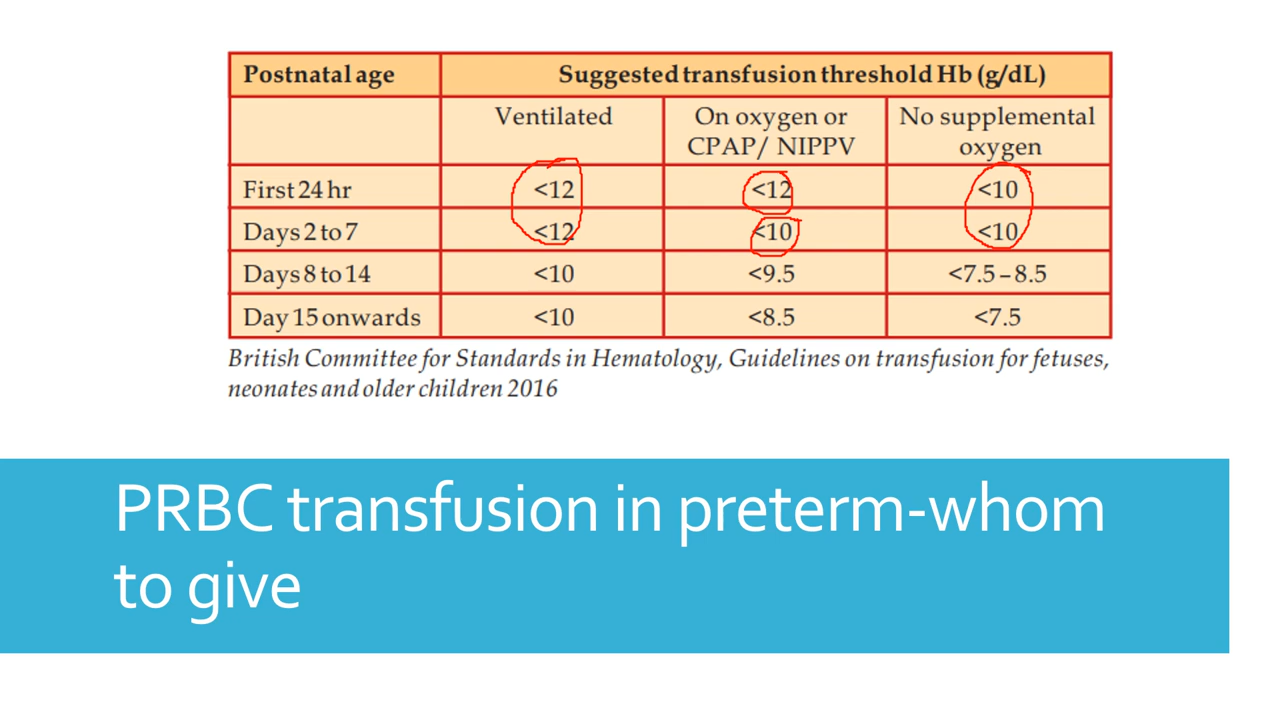 Postnatal age Suggested transfusion threshold Hb (g/dL)
Ventilated On oxygen or CPAP/ NIPPV No supplemental oxygen
First 24 hr <12 <12 <10
Days 2 to 7 <12 <10 <10
Days 8 to 14 <10 <9.5 <7.5–8.5
Day 15 onwards <10 <8.5 <7.5
British Committee for Standards in Hematology, Guidelines on transfusion for fetuses,
neonates and older children 2016
PRBC transfusion in preterm-whom
to give